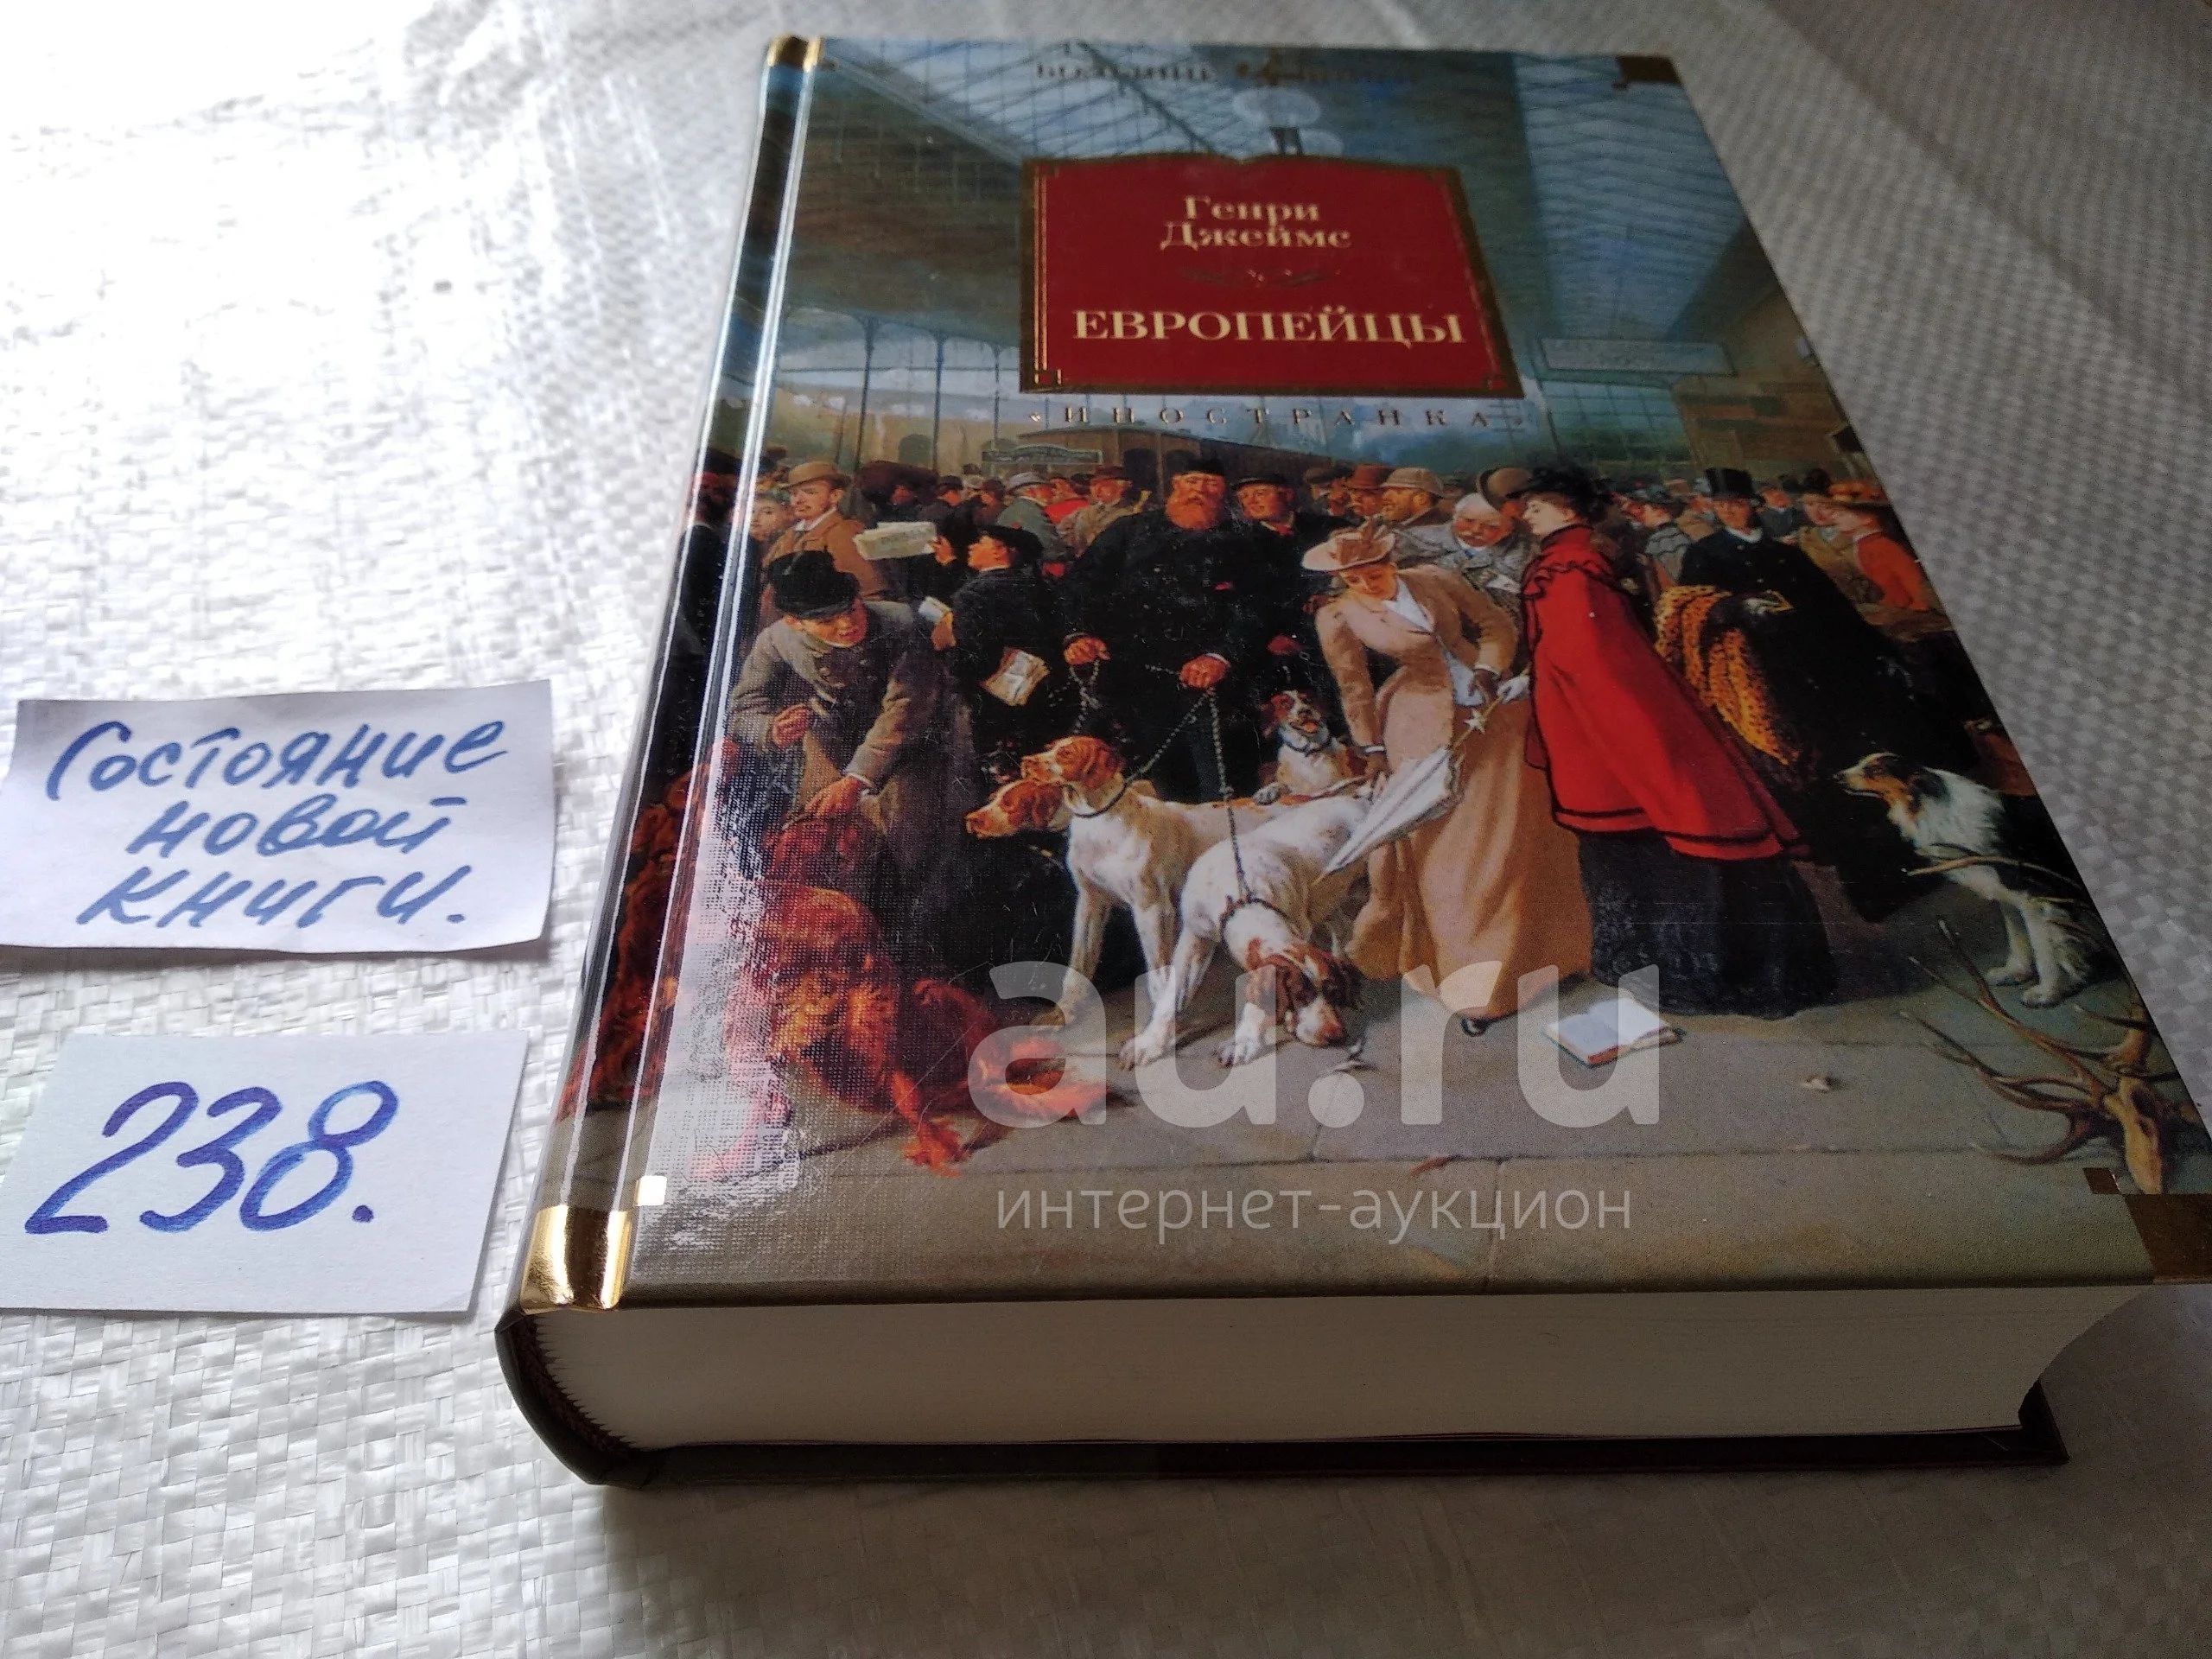 Генри
Джеймс
ЕВРОПЕЙЦЫ
«ИНОСТРАНКА»
Состояние
новой
книги.
238.
au.ru
интернет-аукцион